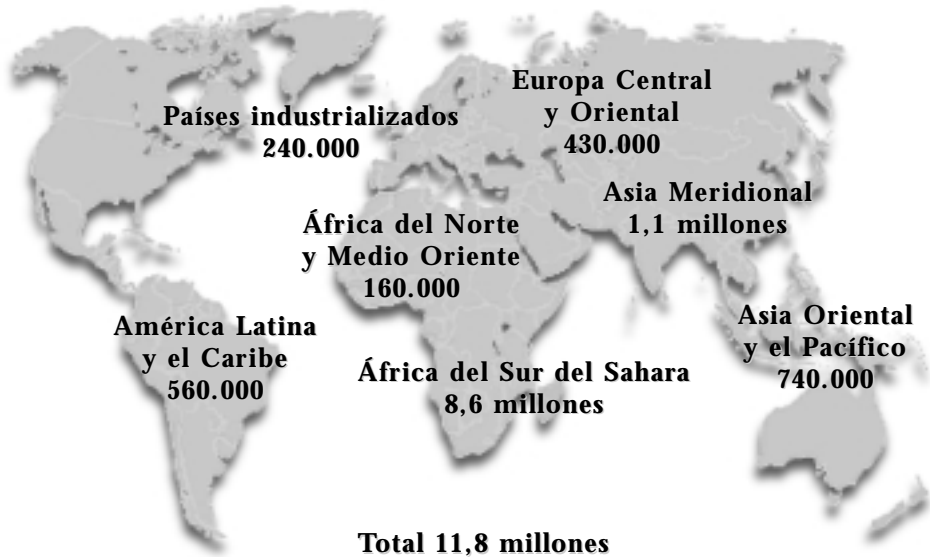 Europa Central
y Oriental
430.000
Países industrializados
240.000
Asia Meridional
1,1 millones
África del Norte
y Medio Oriente
160.000
América Latina
y el Caribe
560.000
Asia Oriental
y el Pacífico
740.000
África del Sur del Sahara
8,6 millones
Total 11,8 millones